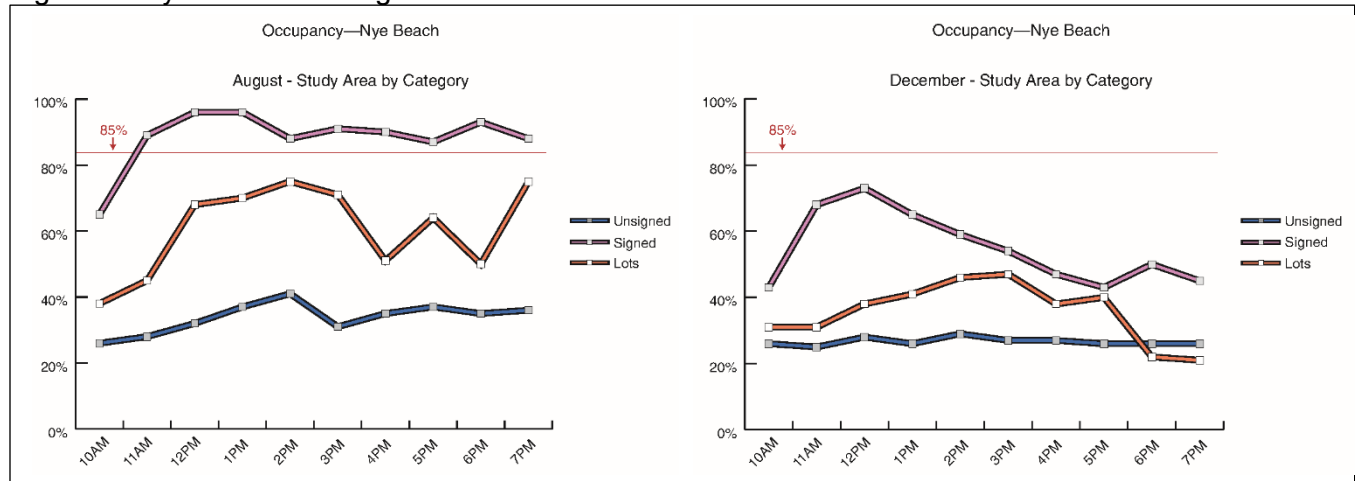 Occupancy—Nye Beach
August - Study Area by Category
100%
85%
80%
60%
40%
20%
0%
10AM
11AM
12PM
1PM
2PM
3PM
4PM
5PM
6PM
7PM
Unsigned
Signed
Lots
Occupancy—Nye Beach
December - Study Area by Category
100%
85%
80%
60%
40%
20%
0%
10AM
11AM
12PM
1PM
2PM
3PM
4PM
5PM
6PM
7PM
Unsigned
Signed
Lots